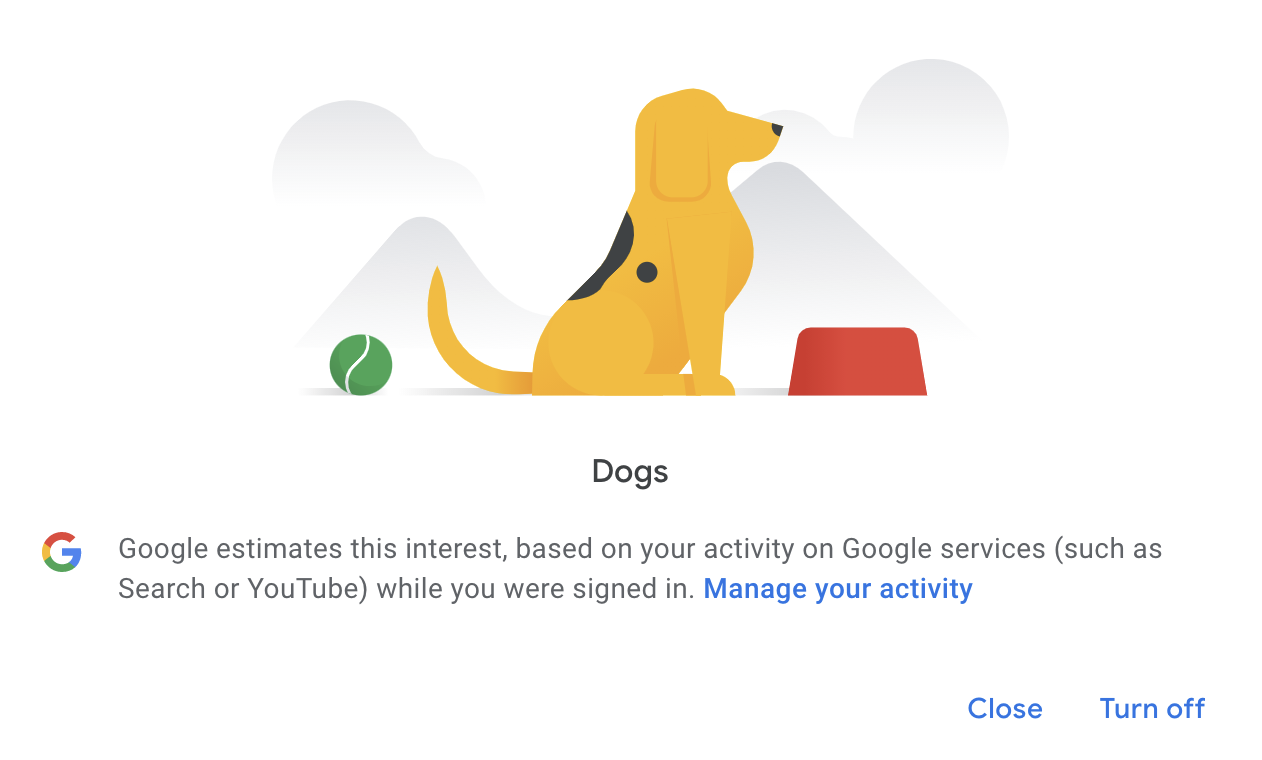 Dogs
Google estimates this interest, based on your activity on Google services (such as
Search or YouTube) while you were signed in. Manage your activity
Close Turn off